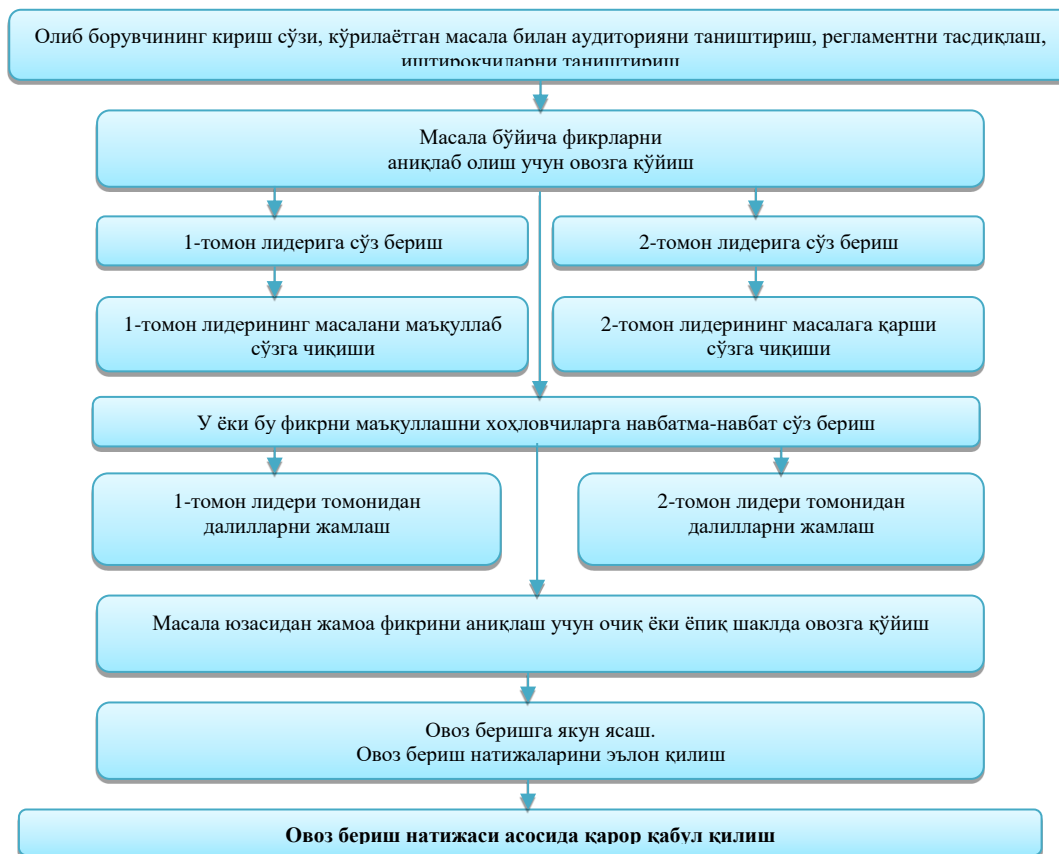 Олиб борувчининг кириш сўзи, кўрилаётган масала билан аудиторияни таништириш, регламентни тасдиқлаш,
иштирокчиларни таништириш
Масала бўйича фикрларни
аниқлаб олиш учун овозга қўйиш
1-томон лидерига сўз бериш
2-томон лидерига сўз бериш
1-томон лидерининг масалани маъқуллаб
сўзга чиқиши
2-томон лидерининг масалага қарши
сўзга чиқиши
У ёки бу фикрни маъқуллашни хоҳловчиларга навбатма-навбат сўз бериш
1-томон лидери томонидан
далилларни жамлаш
2-томон лидери томонидан
далилларни жамлаш
Масала юзасидан жамоа фикрини аниқлаш учун очиқ ёки ёпиқ шаклда овозга қўйиш
Овоз беришга якун ясаш.
Овоз бериш натижаларини эълон қилиш
Овоз бериш натижаси асосида қарор қабул қилиш